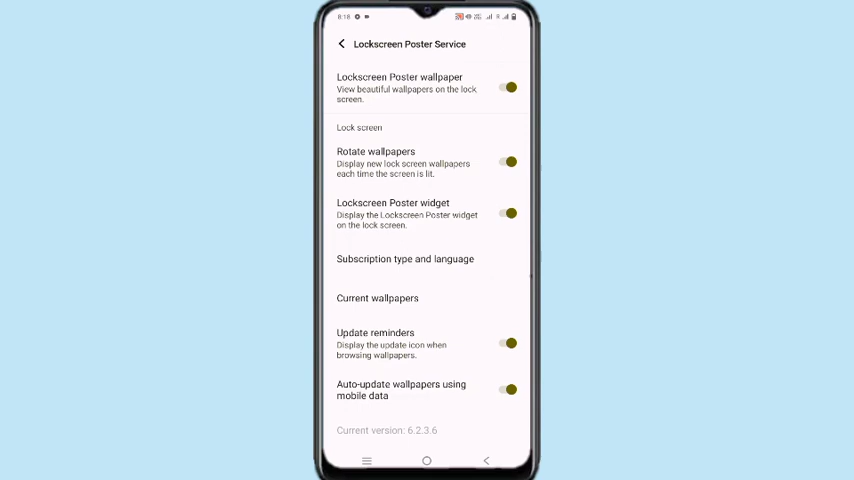 8:18
Lockscreen Poster Service
Lockscreen Poster wallpaper
View beautiful wallpapers on the lock
screen.
Lock screen
Rotate wallpapers
Display new lock screen wallpapers
each time the screen is lit.
Lockscreen Poster widget
Display the Lockscreen Poster widget
on the lock screen.
Subscription type and language
Current wallpapers
Update reminders
Display the update icon when
browsing wallpapers.
Auto-update wallpapers using
mobile data
Current version: 6.2.3.6